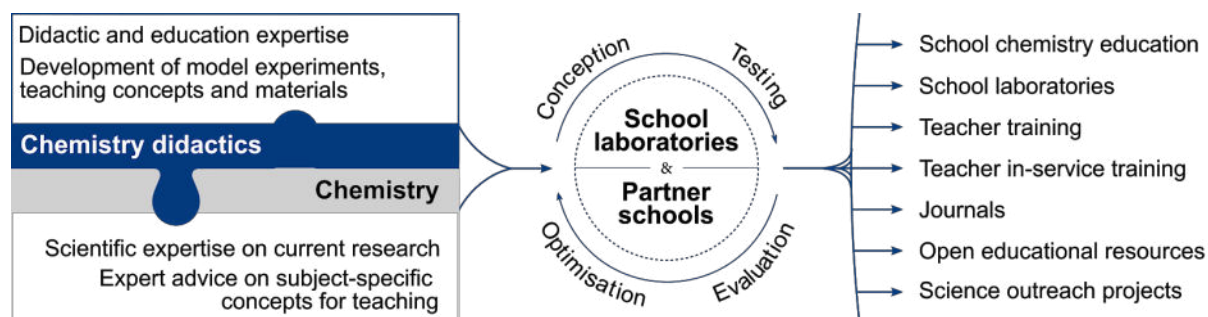 Didactic and education expertise
Development of model experiments,
teaching concepts and materials
Chemistry didactics
Chemistry
Scientific expertise on current research
Expert advice on subject-specific
concepts for teaching
Conception
Testing
School
laboratories
&
Partner
schools
Optimisation
Evaluation
School chemistry education
School laboratories
Teacher training
Teacher in-service training
Journals
Open educational resources
Science outreach projects